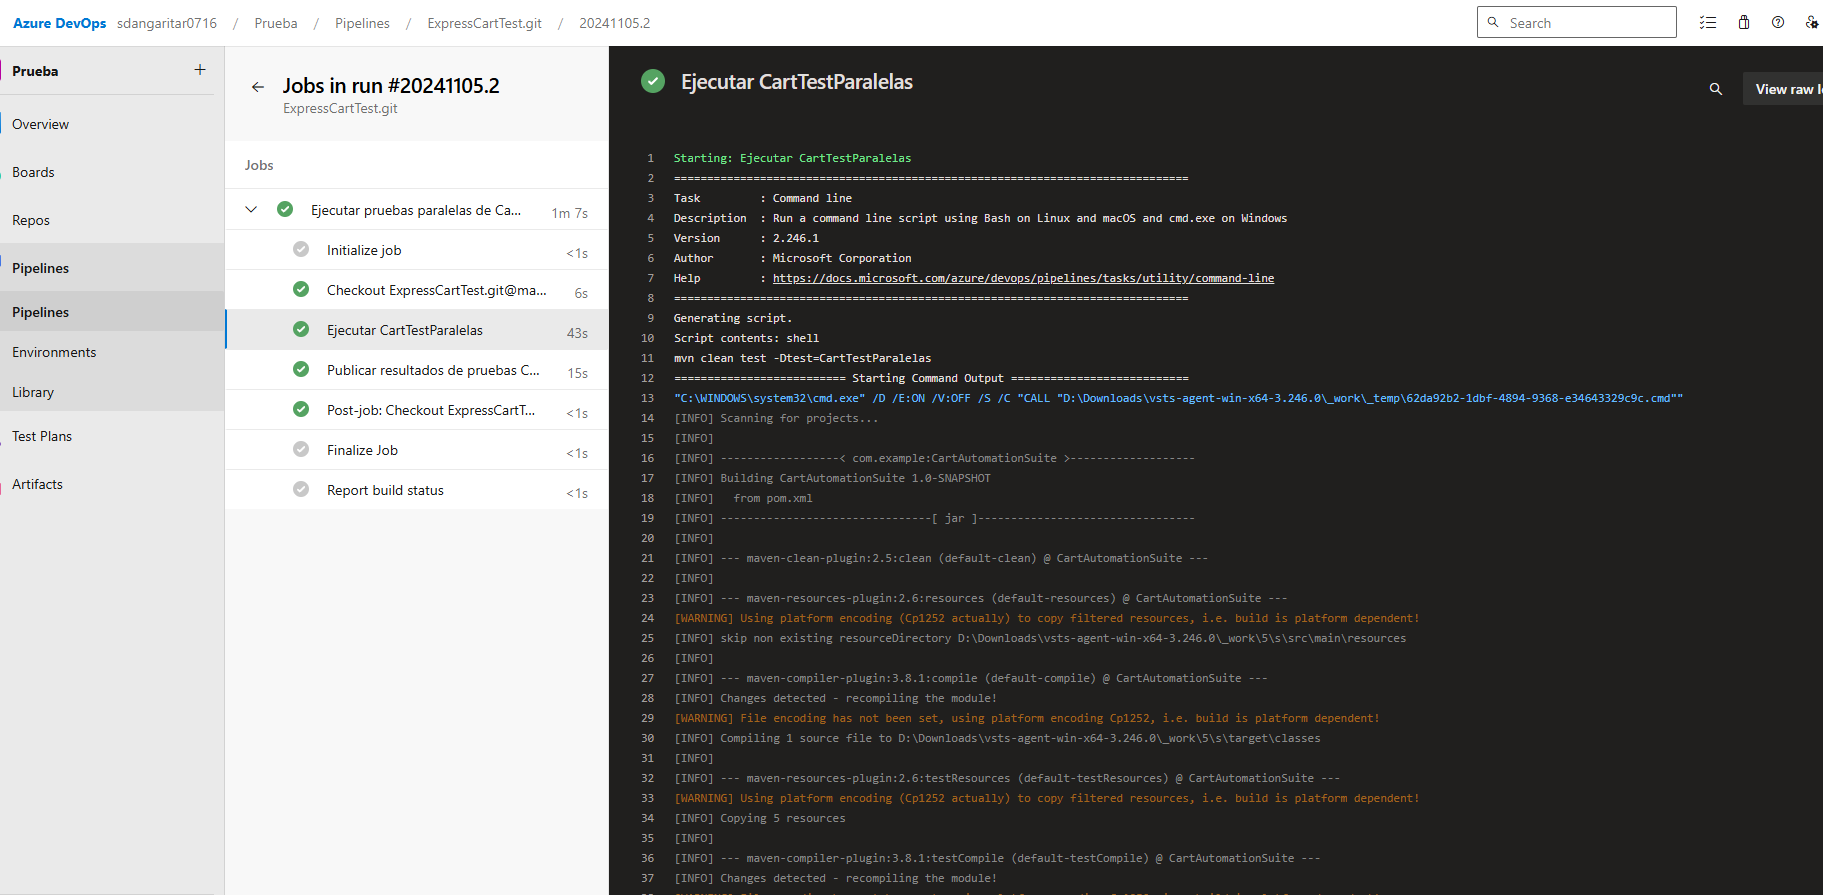 Azure DevOps sdangaritar0716 / Prueba / Pipelines / ExpressCartTest.git / 20241105.2
Search
Prueba +
Overview
Boards
Repos
Pipelines
Pipelines
Environments
Library
Test Plans
Artifacts
Jobs in run #20241105.2
ExpressCartTest.git
Jobs
Ejecutar pruebas paralelas de Ca... 1m 7s
Initialize job <1s
Checkout ExpressCartTest.git@ma... 6s
Ejecutar CartTestParalelas 43s
Publicar resultados de pruebas C... 15s
Post-job: Checkout ExpressCartT... <1s
Finalize Job <1s
Report build status <1s
Ejecutar CartTestParalelas
View raw l
1 Starting: Ejecutar CartTestParalelas
2 ==============================================================================
3 Task : Command line
4 Description : Run a command line script using Bash on Linux and macOS and cmd.exe on Windows
5 Version : 2.246.1
6 Author : Microsoft Corporation
7 Help : https://docs.microsoft.com/azure/devops/pipelines/tasks/utility/command-line
8 ==============================================================================
9 Generating script.
10 Script contents: shell
11 mvn clean test -Dtest=CartTestParalelas
12 ========================== Starting Command Output ===========================
13 "C:\WINDOWS\system32\cmd.exe" /D /E:ON /V:OFF /S /C "CALL "D:\Downloads\vsts-agent-win-x64-3.246.0\_work\_temp\62da92b2-1dbf-4894-9368-e34643329c9c.cmd""
14 [INFO] Scanning for projects...
15 [INFO]
16 [INFO] ------------------< com.example:CartAutomationSuite >-------------------
17 [INFO] Building CartAutomationSuite 1.0-SNAPSHOT
18 [INFO] from pom.xml
19 [INFO] --------------------------------[ jar ]---------------------------------
20 [INFO]
21 [INFO] --- maven-clean-plugin:2.5:clean (default-clean) @ CartAutomationSuite ---
22 [INFO]
23 [INFO] --- maven-resources-plugin:2.6:resources (default-resources) @ CartAutomationSuite ---
24 [WARNING] Using platform encoding (Cp1252 actually) to copy filtered resources, i.e. build is platform dependent!
25 [INFO] skip non existing resourceDirectory D:\Downloads\vsts-agent-win-x64-3.246.0\_work\5\s\src\main\resources
26 [INFO]
27 [INFO] --- maven-compiler-plugin:3.8.1:compile (default-compile) @ CartAutomationSuite ---
28 [INFO] Changes detected - recompiling the module!
29 [WARNING] File encoding has not been set, using platform encoding Cp1252, i.e. build is platform dependent!
30 [INFO] Compiling 1 source file to D:\Downloads\vsts-agent-win-x64-3.246.0\_work\5\s\target\classes
31 [INFO]
32 [INFO] --- maven-resources-plugin:2.6:testResources (default-testResources) @ CartAutomationSuite ---
33 [WARNING] Using platform encoding (Cp1252 actually) to copy filtered resources, i.e. build is platform dependent!
34 [INFO] Copying 5 resources
35 [INFO]
36 [INFO] --- maven-compiler-plugin:3.8.1:testCompile (default-testCompile) @ CartAutomationSuite ---
37 [INFO] Changes detected - recompiling the module!